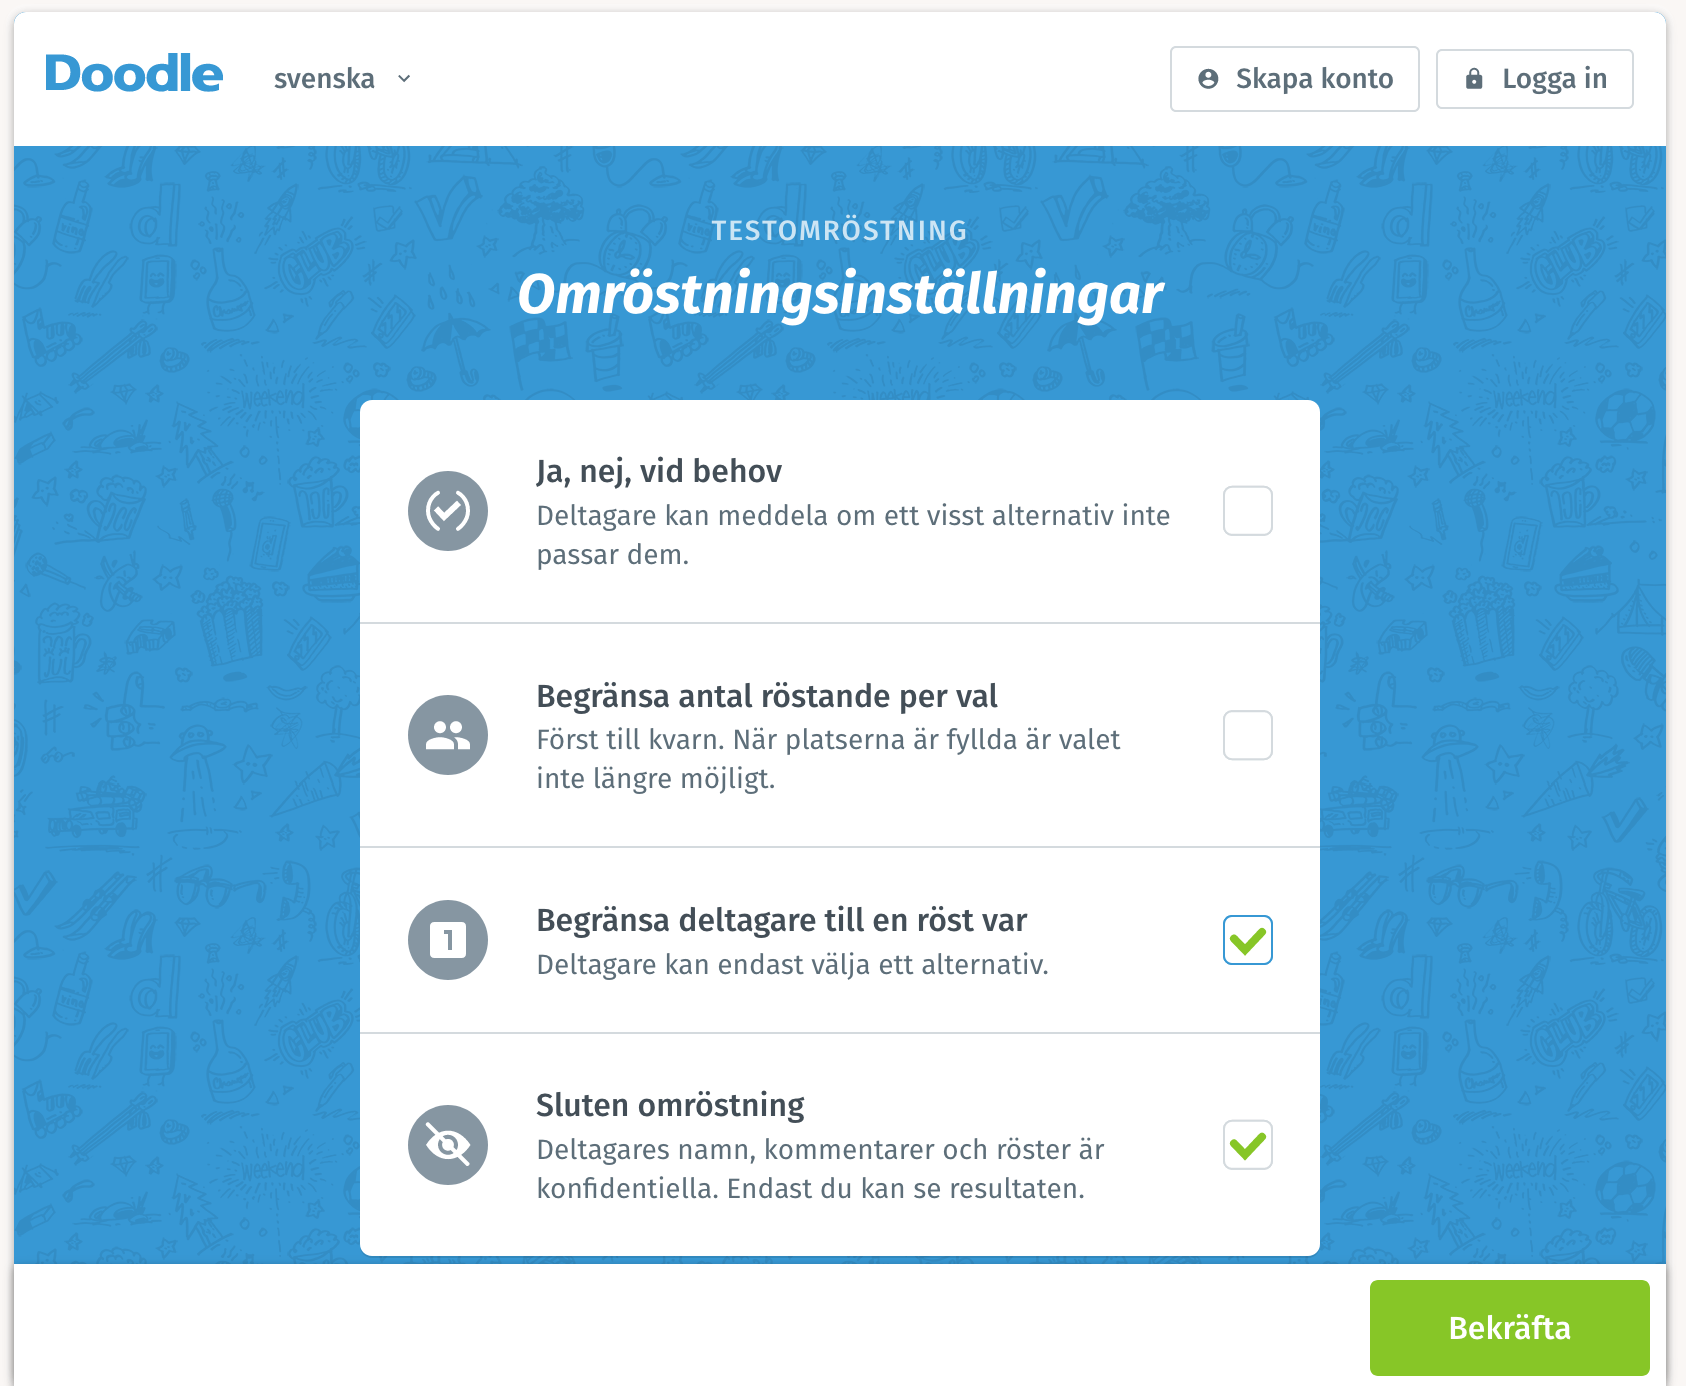 Doodle
svenska
Skapa konto
Logga in
TESTOMRÖSTNING
Omröstningsinställningar
Ja, nej, vid behov
Deltagare kan meddela om ett visst alternativ inte
passar dem.
Begränsa antal röstande per val
Först till kvarn. När platserna är fyllda är valet
inte längre möjligt.
1
Begränsa deltagare till en röst var
Deltagare kan endast välja ett alternativ.
Sluten omröstning
Deltagares namn, kommentarer och röster är
konfidentiella. Endast du kan se resultaten.
Bekräfta
CLUB
weekend